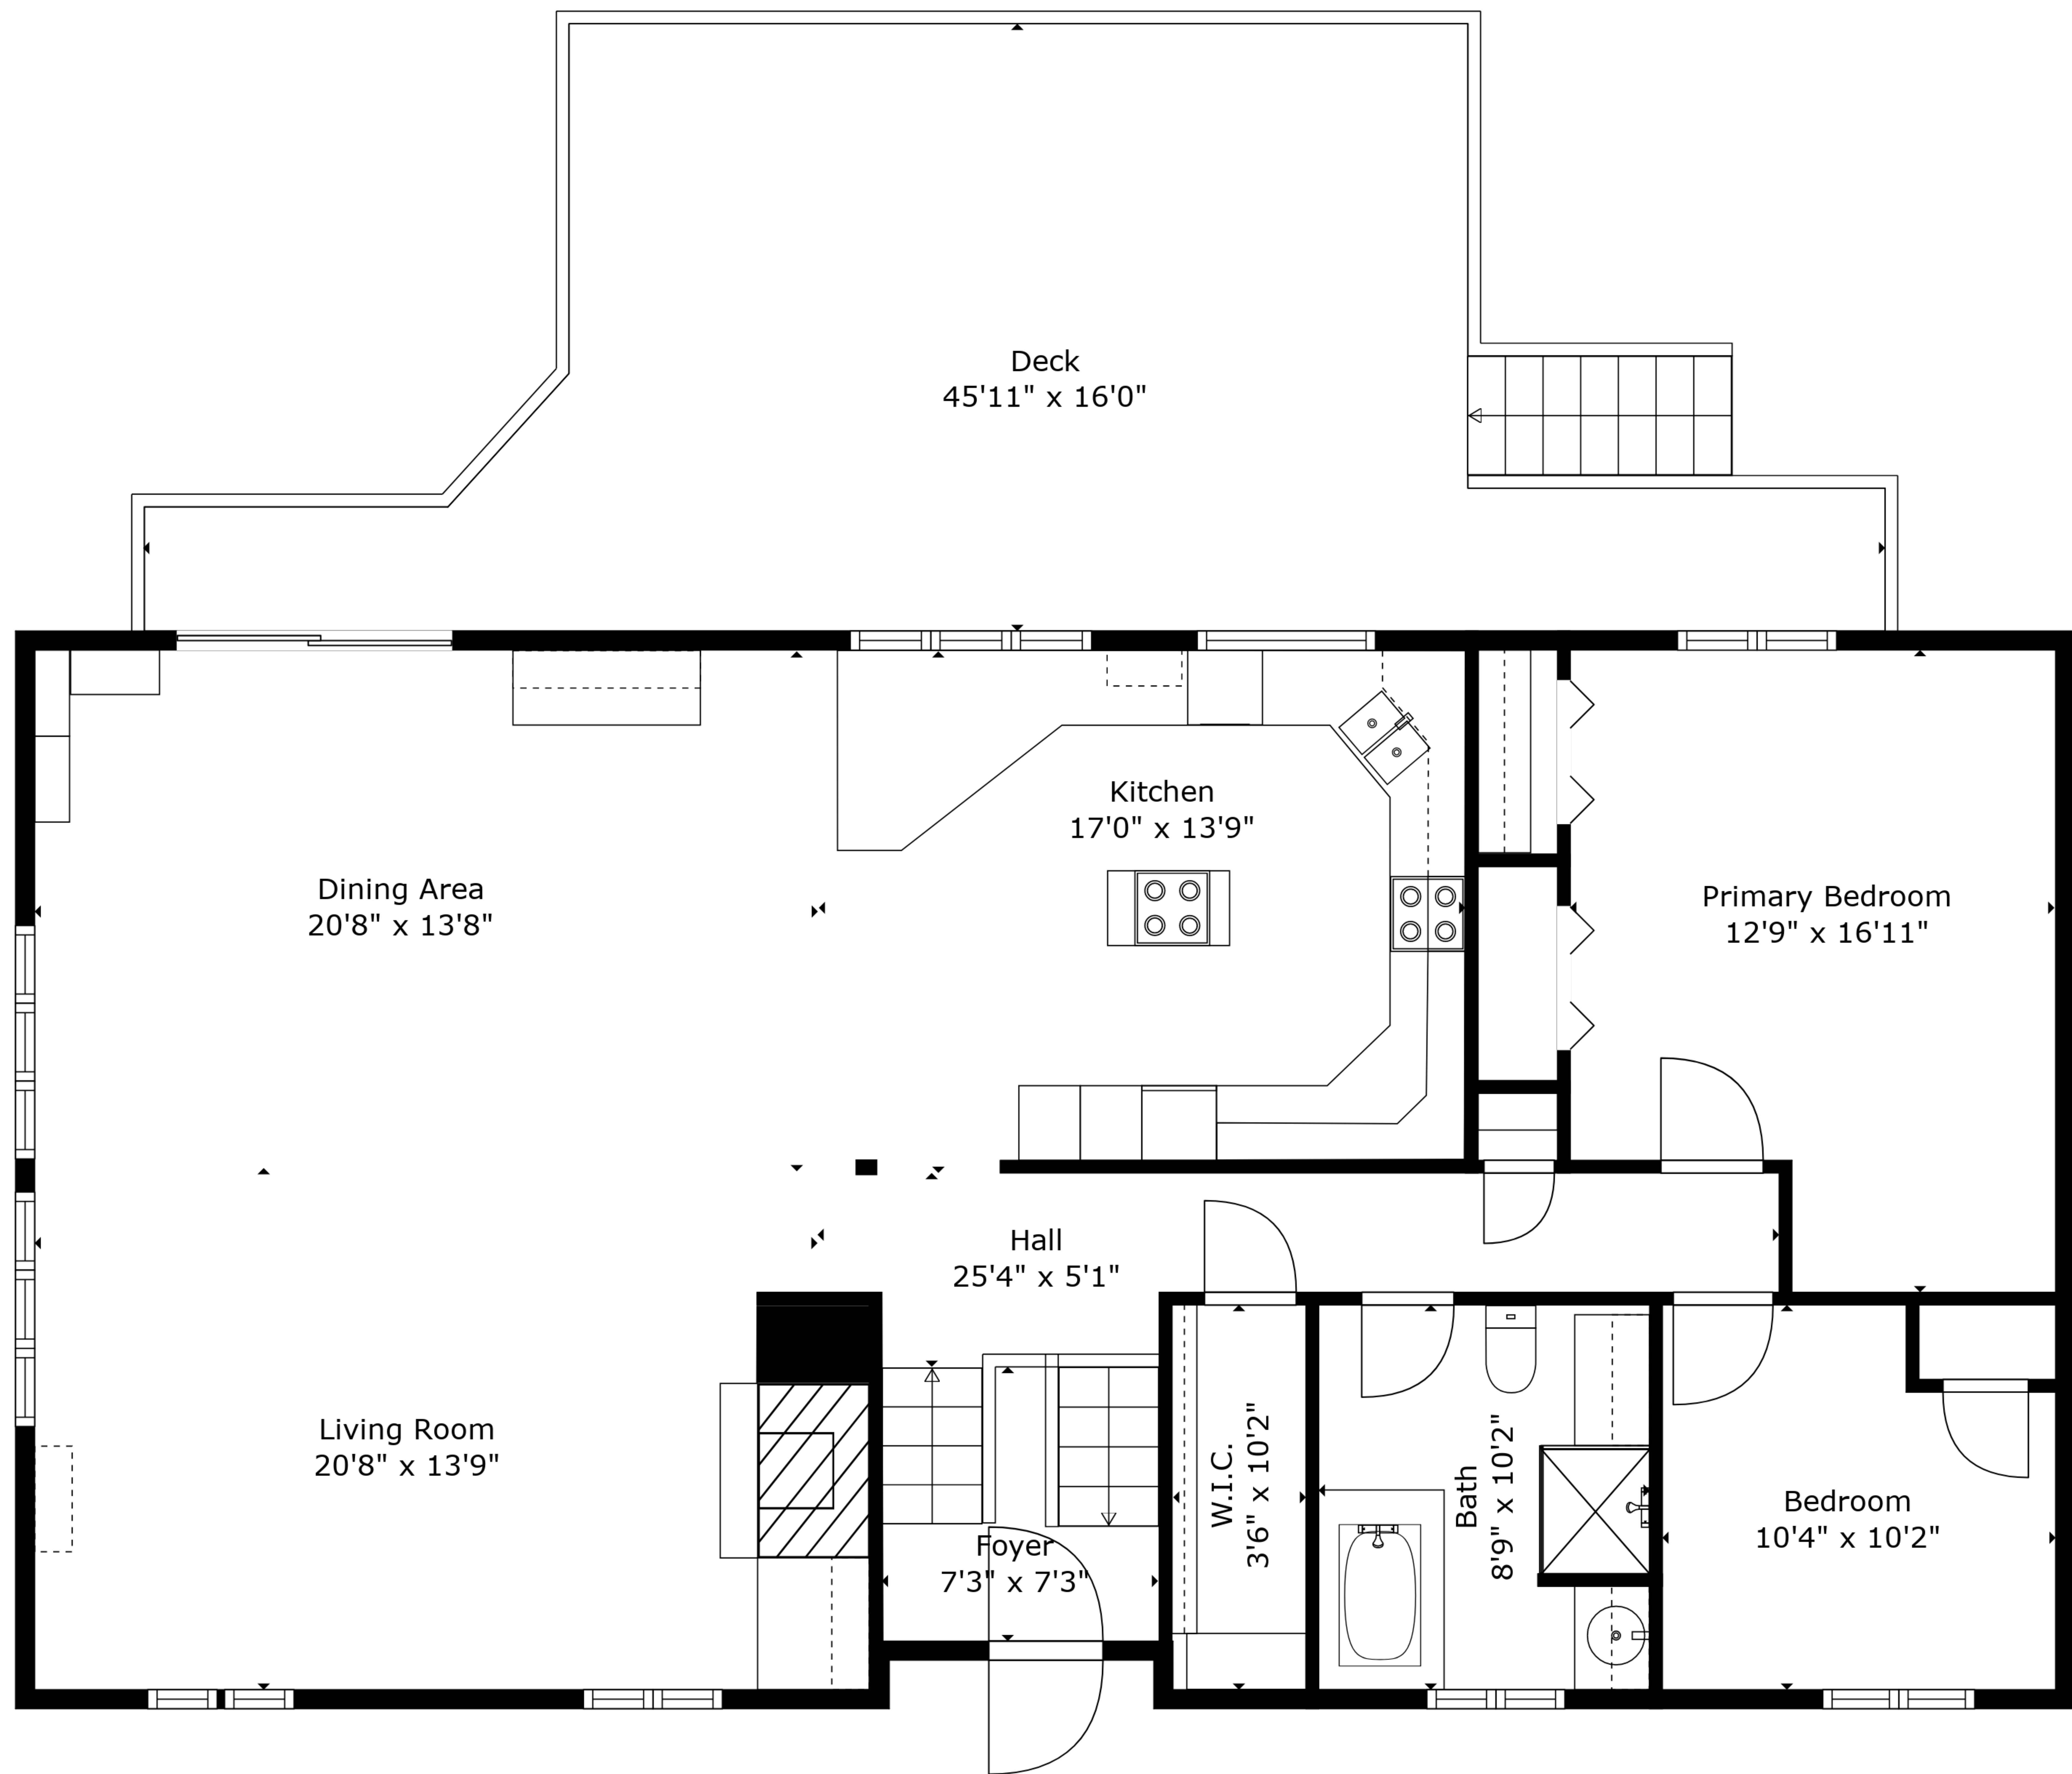 Deck
45'11" x 16'0"
Kitchen
17'0" x 13'9"
Dining Area
20'8" x 13'8"
Primary Bedroom
12'9" x 16'11"
Hall
25'4" x 5'1"
Living Room
20'8" x 13'9"
W.I.C.
3'6" x 10'2"
Bath
8'9" x 10'2"
Bedroom
10'4" x 10'2"
Foyer
7'3" x 7'3"